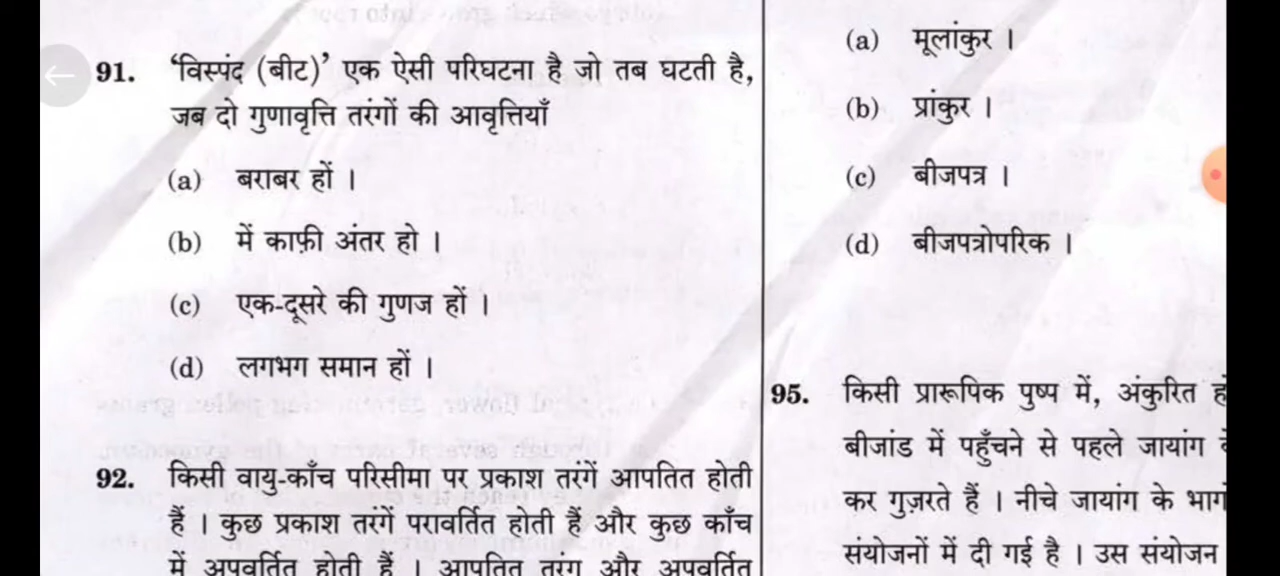 91. ‘विस्पंद (बीट)’ एक ऐसी परिघटना है जो तब घटती है,
जब दो गुणावृत्ति तरंगों की आवृत्तियाँ
(a) बराबर हों ।
(b) में काफ़ी अंतर हो ।
(c) एक-दूसरे की गुणज हों ।
(d) लगभग समान हों ।
92. किसी वायु-काँच परिसीमा पर प्रकाश तरंगें आपतित होती
हैं । कुछ प्रकाश तरंगें परावर्तित होती हैं और कुछ काँच
में अपवर्तित होती हैं । आपतित तरंग और अपवर्तित
(a) मूलांकुर ।
(b) प्रांकुर ।
(c) बीजपत्र ।
(d) बीजपत्रोपरिक ।
95. किसी प्रारूपिक पुष्प में, अंकुरित
बीजांड में पहुँचने से पहले जायांग
कर गुज़रते हैं । नीचे जायांग के
संयोजनों में दी गई है । उस संयोजन